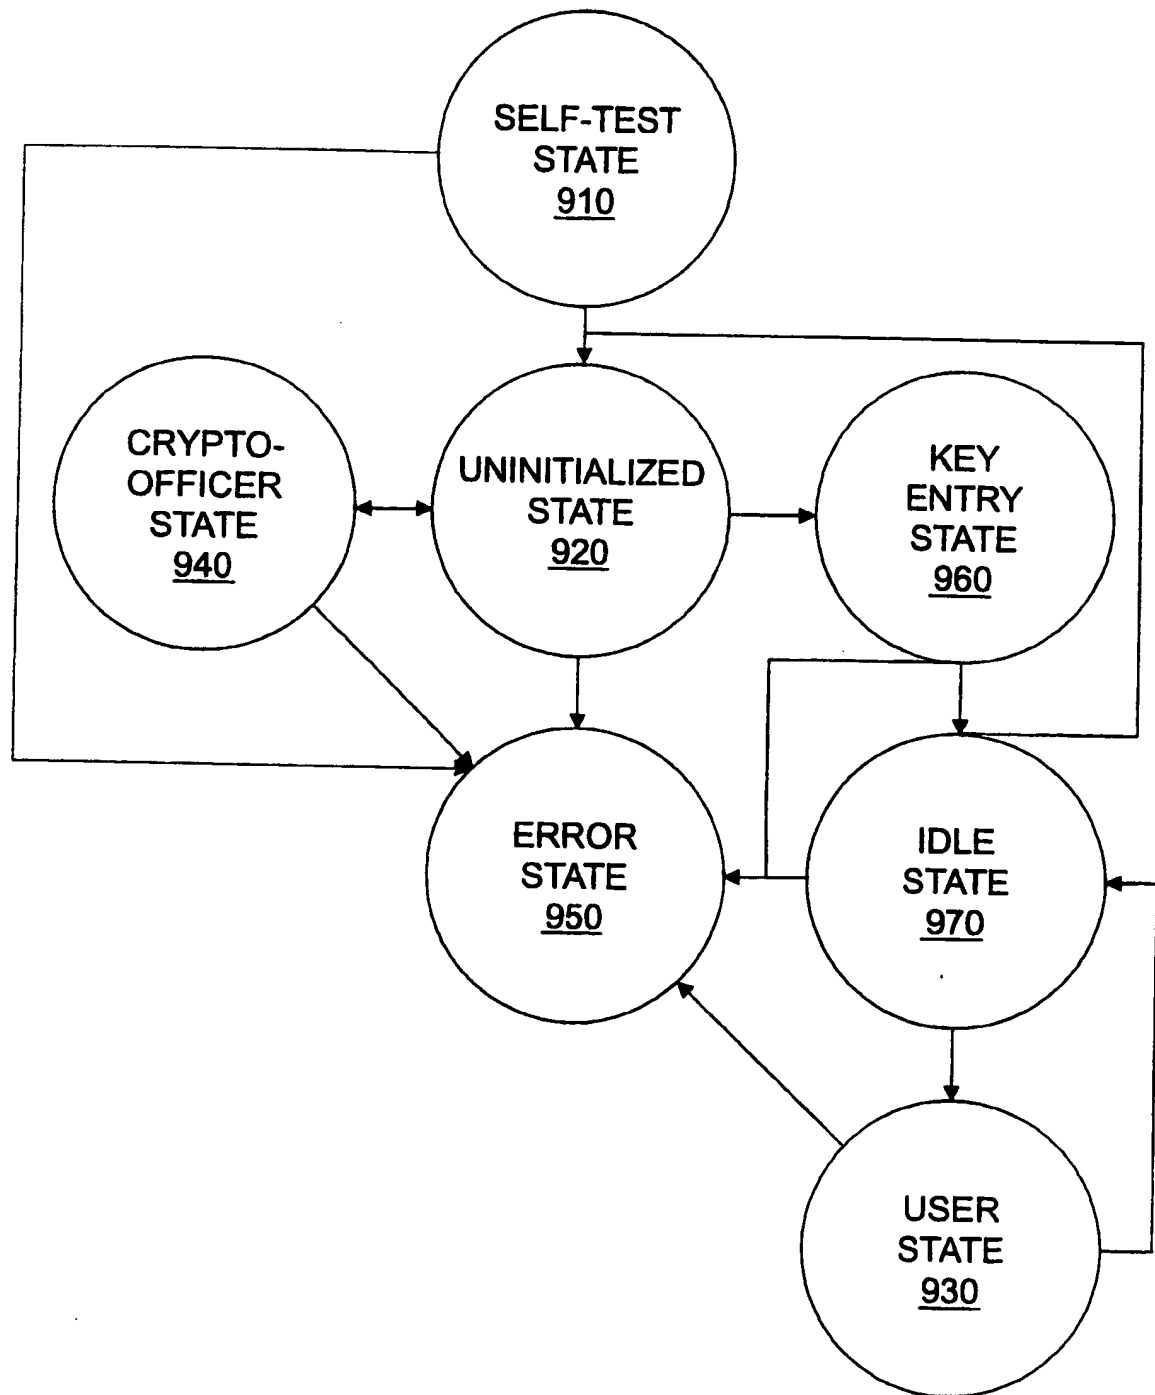 SELF-TEST
STATE
910
CRYPTO-
OFFICER
STATE
940
UNINITIALIZED
STATE
920
KEY
ENTRY
STATE
960
ERROR
STATE
950
IDLE
STATE
970
USER
STATE
930